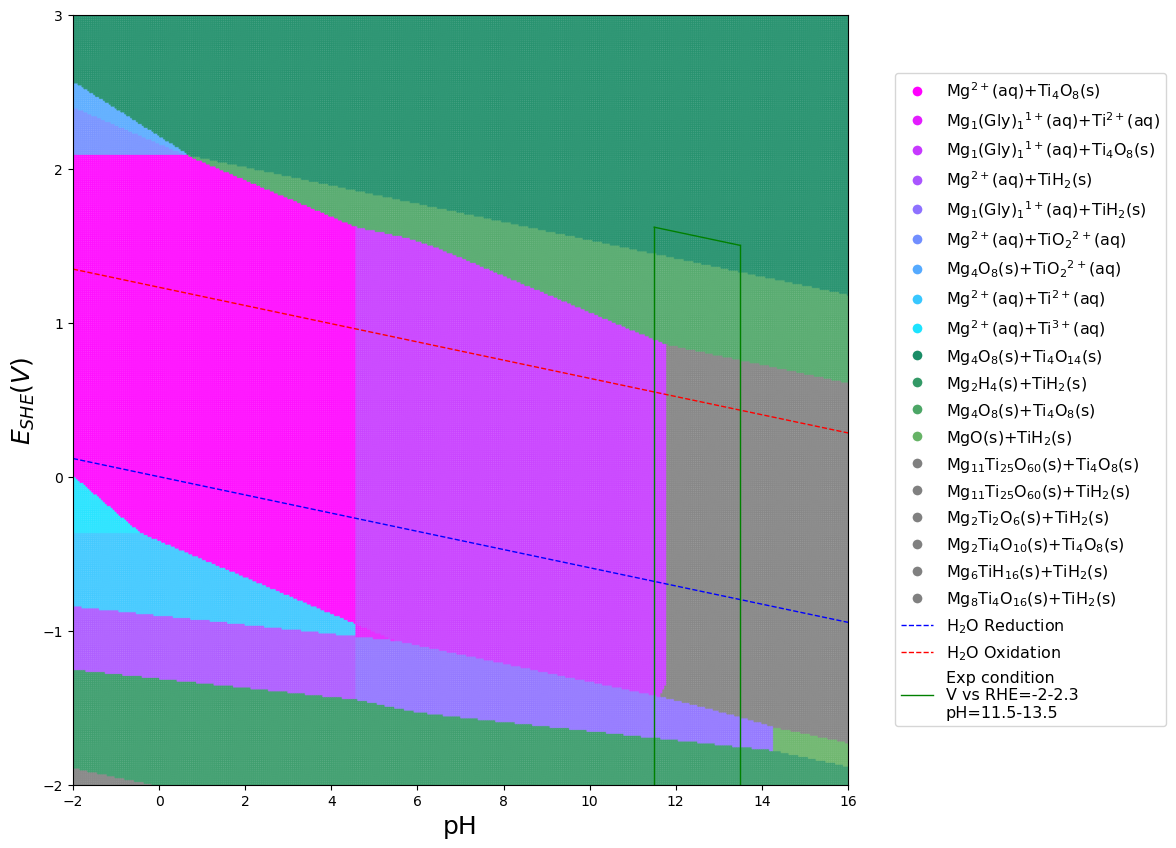 3
2
1
0
−1
−2
E_SHE(V)
−2 0 2 4 6 8 10 12 14 16
pH
Mg²⁺(aq)+Ti₄O₈(s)
Mg₁(Gly)₁¹⁺(aq)+Ti²⁺(aq)
Mg₁(Gly)₁¹⁺(aq)+Ti₄O₈(s)
Mg²⁺(aq)+TiH₂(s)
Mg₁(Gly)₁¹⁺(aq)+TiH₂(s)
Mg²⁺(aq)+TiO₂²⁺(aq)
Mg₄O₈(s)+TiO₂²⁺(aq)
Mg²⁺(aq)+Ti²⁺(aq)
Mg²⁺(aq)+Ti³⁺(aq)
Mg₄O₈(s)+Ti₄O₁₄(s)
Mg₂H₄(s)+TiH₂(s)
Mg₄O₈(s)+Ti₄O₈(s)
MgO(s)+TiH₂(s)
Mg₁₁Ti₂₅O₆₀(s)+Ti₄O₈(s)
Mg₁₁Ti₂₅O₆₀(s)+TiH₂(s)
Mg₂Ti₂O₆(s)+TiH₂(s)
Mg₂Ti₄O₁₀(s)+Ti₄O₈(s)
Mg₆TiH₁₆(s)+TiH₂(s)
Mg₈Ti₄O₁₆(s)+TiH₂(s)
H₂O Reduction
H₂O Oxidation
Exp condition
V vs RHE=-2-2.3
pH=11.5-13.5